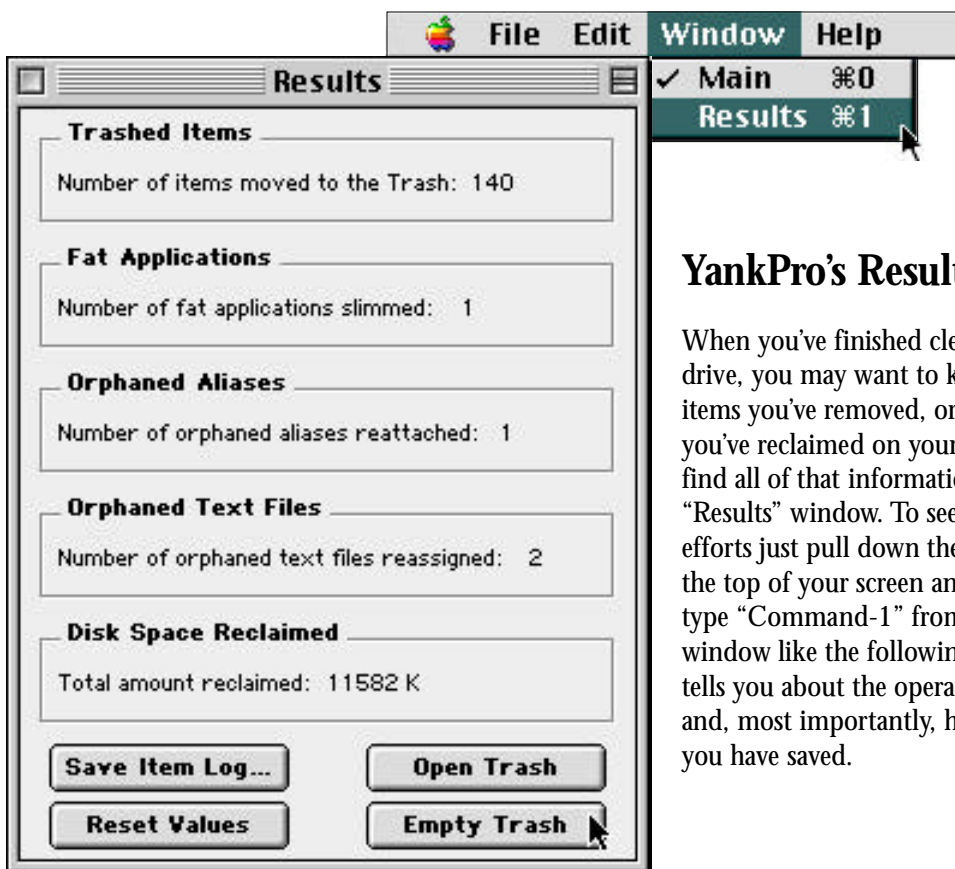 File Edit Window Help
✓ Main ⌘0
Results ⌘1
Results
Trashed Items
Number of items moved to the Trash: 140
Fat Applications
Number of fat applications slimmed: 1
Orphaned Aliases
Number of orphaned aliases reattached: 1
Orphaned Text Files
Number of orphaned text files reassigned: 2
Disk Space Reclaimed
Total amount reclaimed: 11582 K
Save Item Log... Open Trash
Reset Values Empty Trash
YankPro's
When you've finished
drive, you may want to
items you've removed,
you've reclaimed on your
find all of that
“Results” window. To see
efforts just pull down the
the top of your screen
type “Command-1”
window like the
tells you about the
and, most importantly,
you have saved.